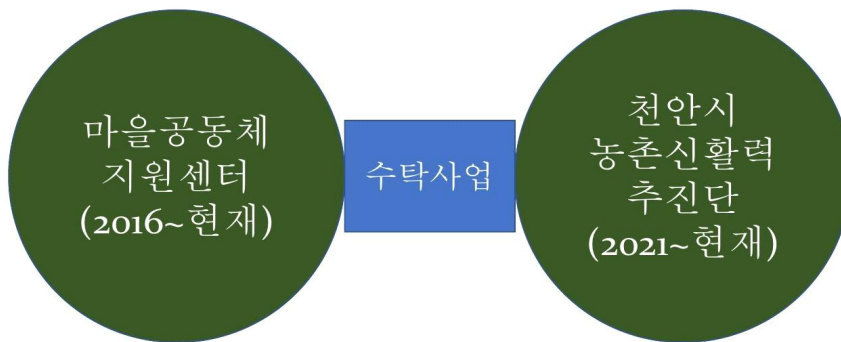 마을공동체
지원센터
(2016~현재)
수탁사업
천안시
농촌신활력
추진단
(2021~현재)